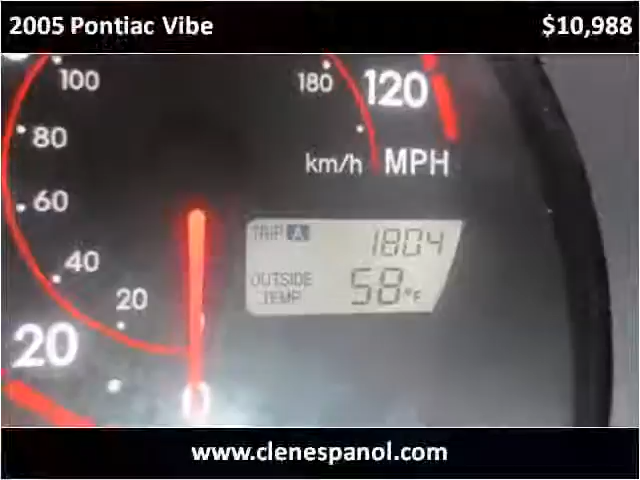 2005 Pontiac Vibe $10,988
100 180 120
80 km/h MPH
60
TRIP A 1804
40 OUTSIDE TEMP 58°F
20
20
0
www.clenespanol.com